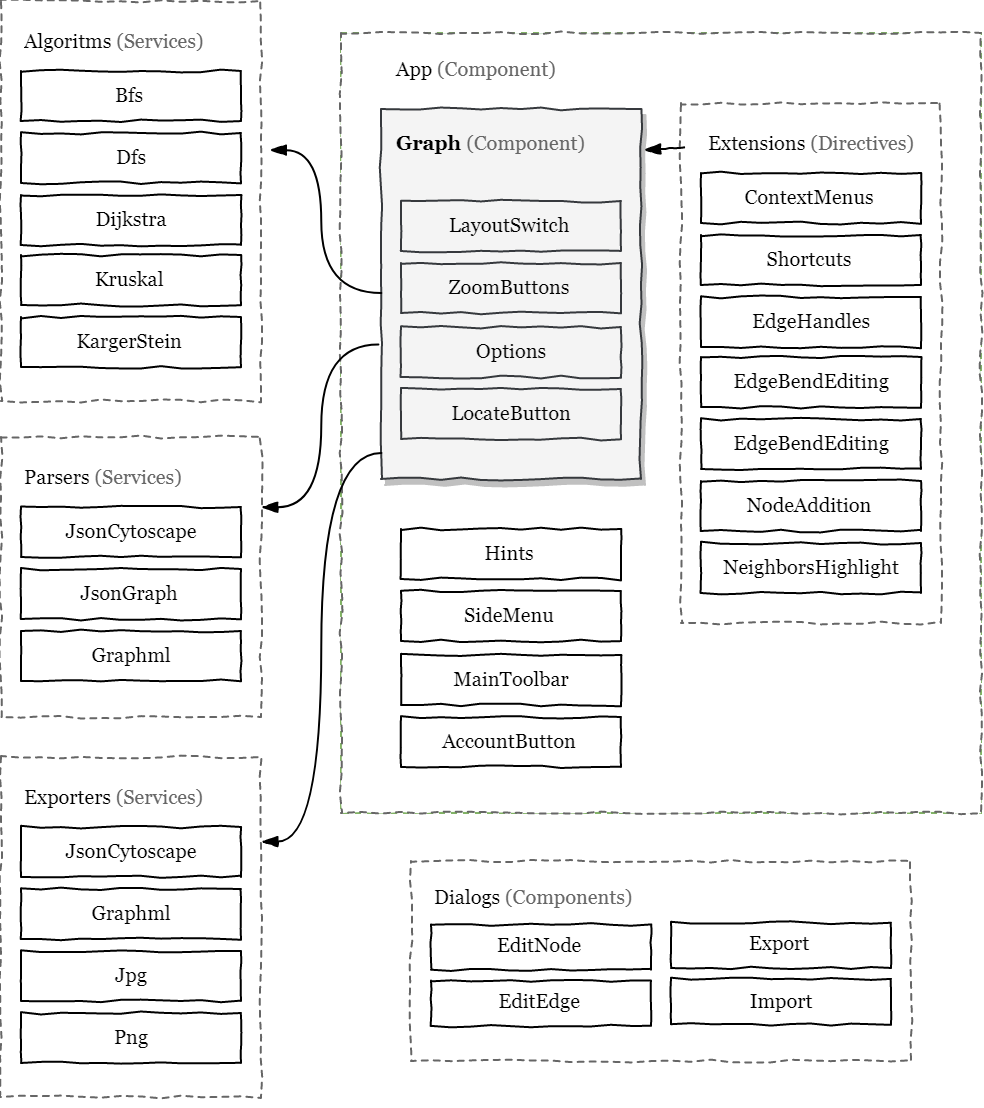 Algoritms (Services)
Bfs
Dfs
Dijkstra
Kruskal
KargerStein
Parsers (Services)
JsonCytoscape
JsonGraph
Graphml
Exporters (Services)
JsonCytoscape
Graphml
Jpg
Png
App (Component)
Graph (Component)
LayoutSwitch
ZoomButtons
Options
LocateButton
Hints
SideMenu
MainToolbar
AccountButton
Extensions (Directives)
ContextMenus
Shortcuts
EdgeHandles
EdgeBendEditing
EdgeBendEditing
NodeAddition
NeighborsHighlight
Dialogs (Components)
EditNode
EditEdge
Export
Import